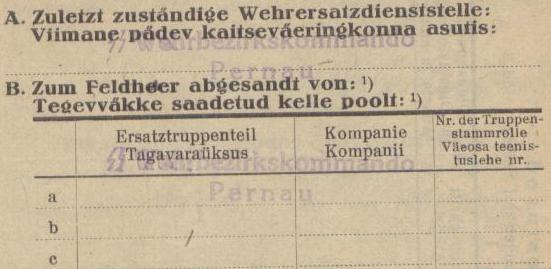 A. Zuletzt zuständige Wehrersatzdienststelle:
Viimane pädev kaitseväeringkonna asutis:
Wehrbezirkskommando
Pernau
B. Zum Feldheer abgesandt von: ¹)
Tegevväkke saadetud kelle poolt: ¹)
Ersatztruppenteil
Tagavaraüksus
Kompanie
Kompanii
Nr. der Truppen-
stammrolle
Väeosa teenis-
tuslehe nr.
Wehrbezirkskommando
Pernau
a
b
c